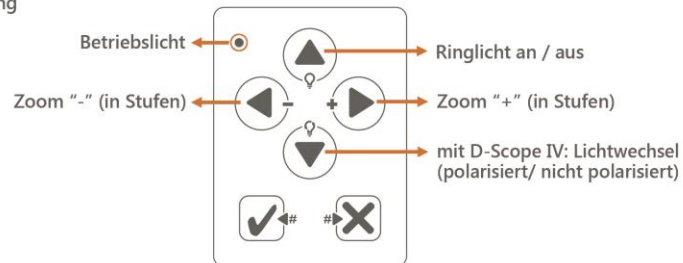 ng
Betriebslicht
Ringlicht an / aus
Zoom "-" (in Stufen)
- +
Zoom "+" (in Stufen)
mit D-Scope IV: Lichtwechsel
(polarisiert/ nicht polarisiert)
# #